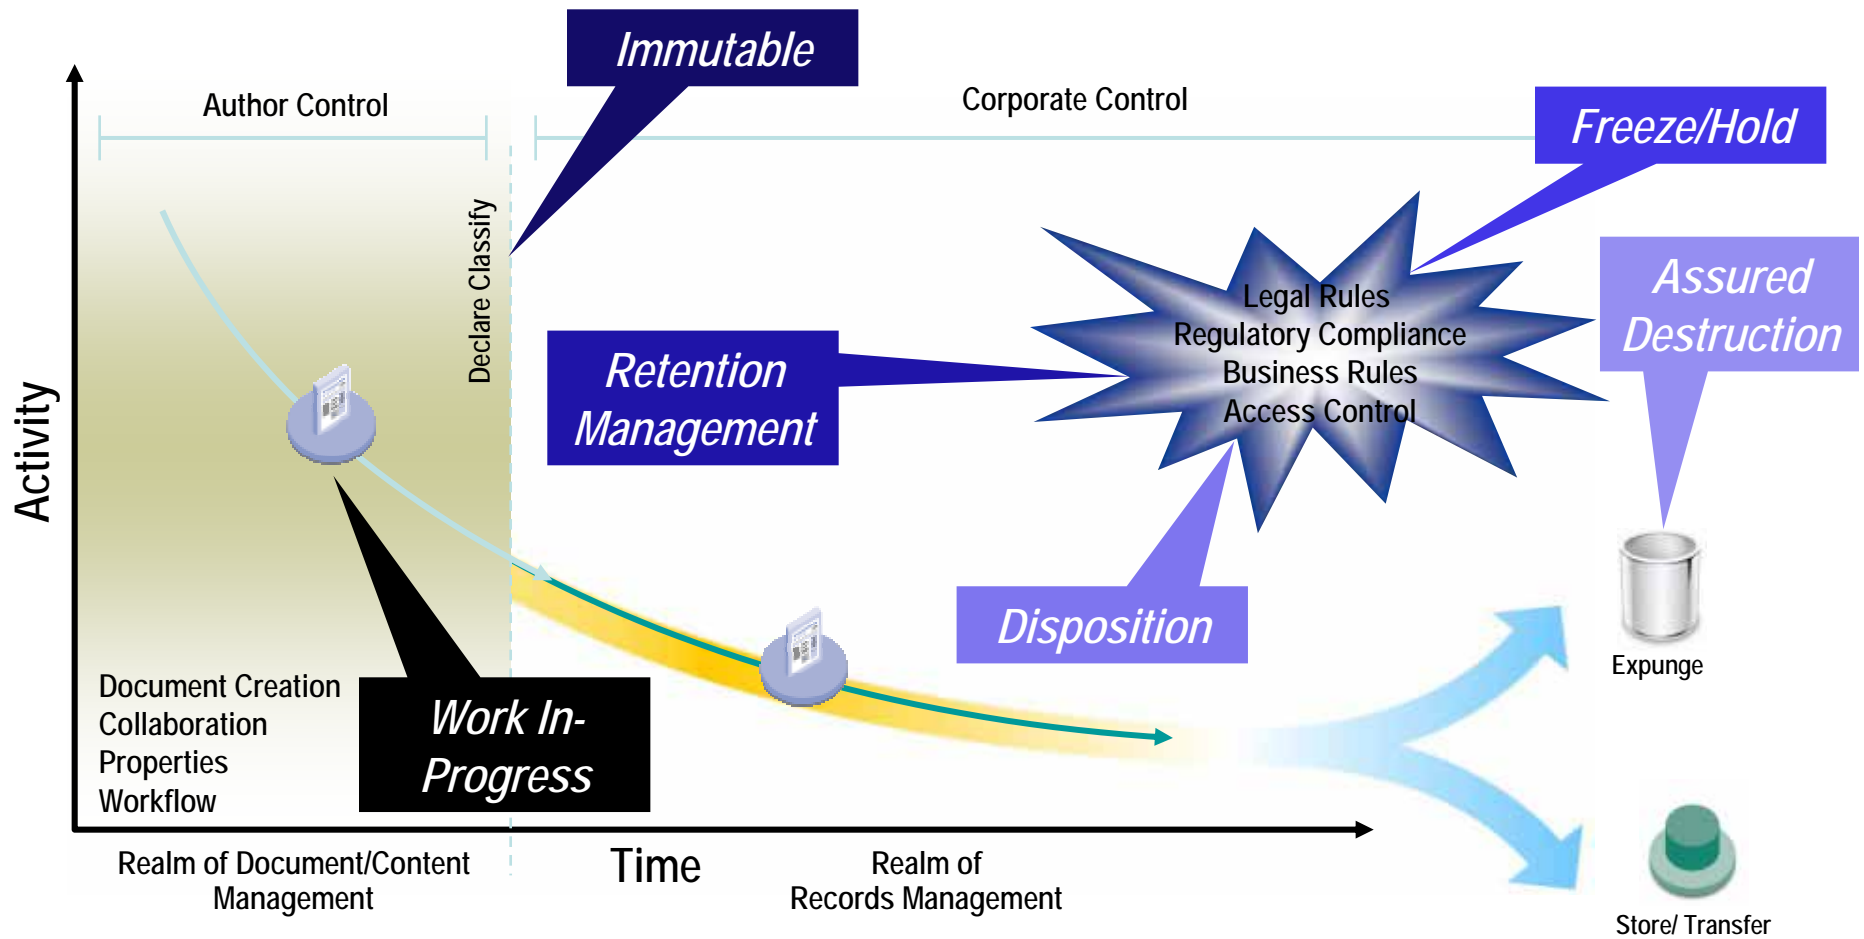 Immutable
Author Control
Corporate Control
Freeze/Hold
Declare Classify
Legal Rules
Regulatory Compliance
Business Rules
Access Control
Assured
Destruction
Retention
Management
Activity
Disposition
Expunge
Document Creation
Collaboration
Properties
Workflow
Work In-
Progress
Time
Realm of Document/Content
Management
Realm of
Records Management
Store/ Transfer